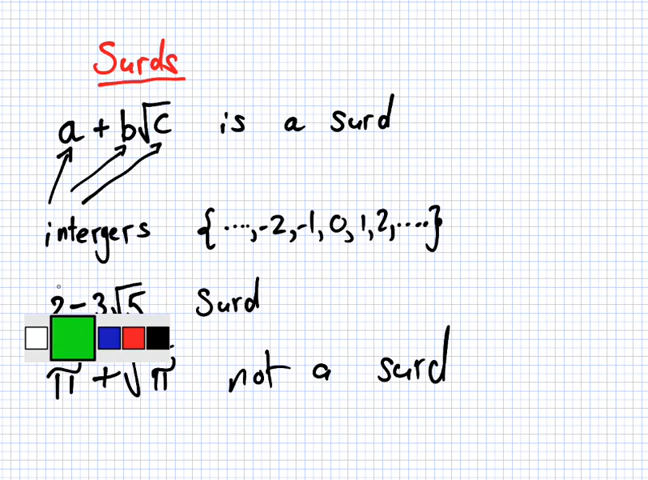 Surds
a + b√c is a surd
intergers {...., -2, -1, 0, 1, 2, ....}
2 - 3√5 Surd
π + √π not a surd